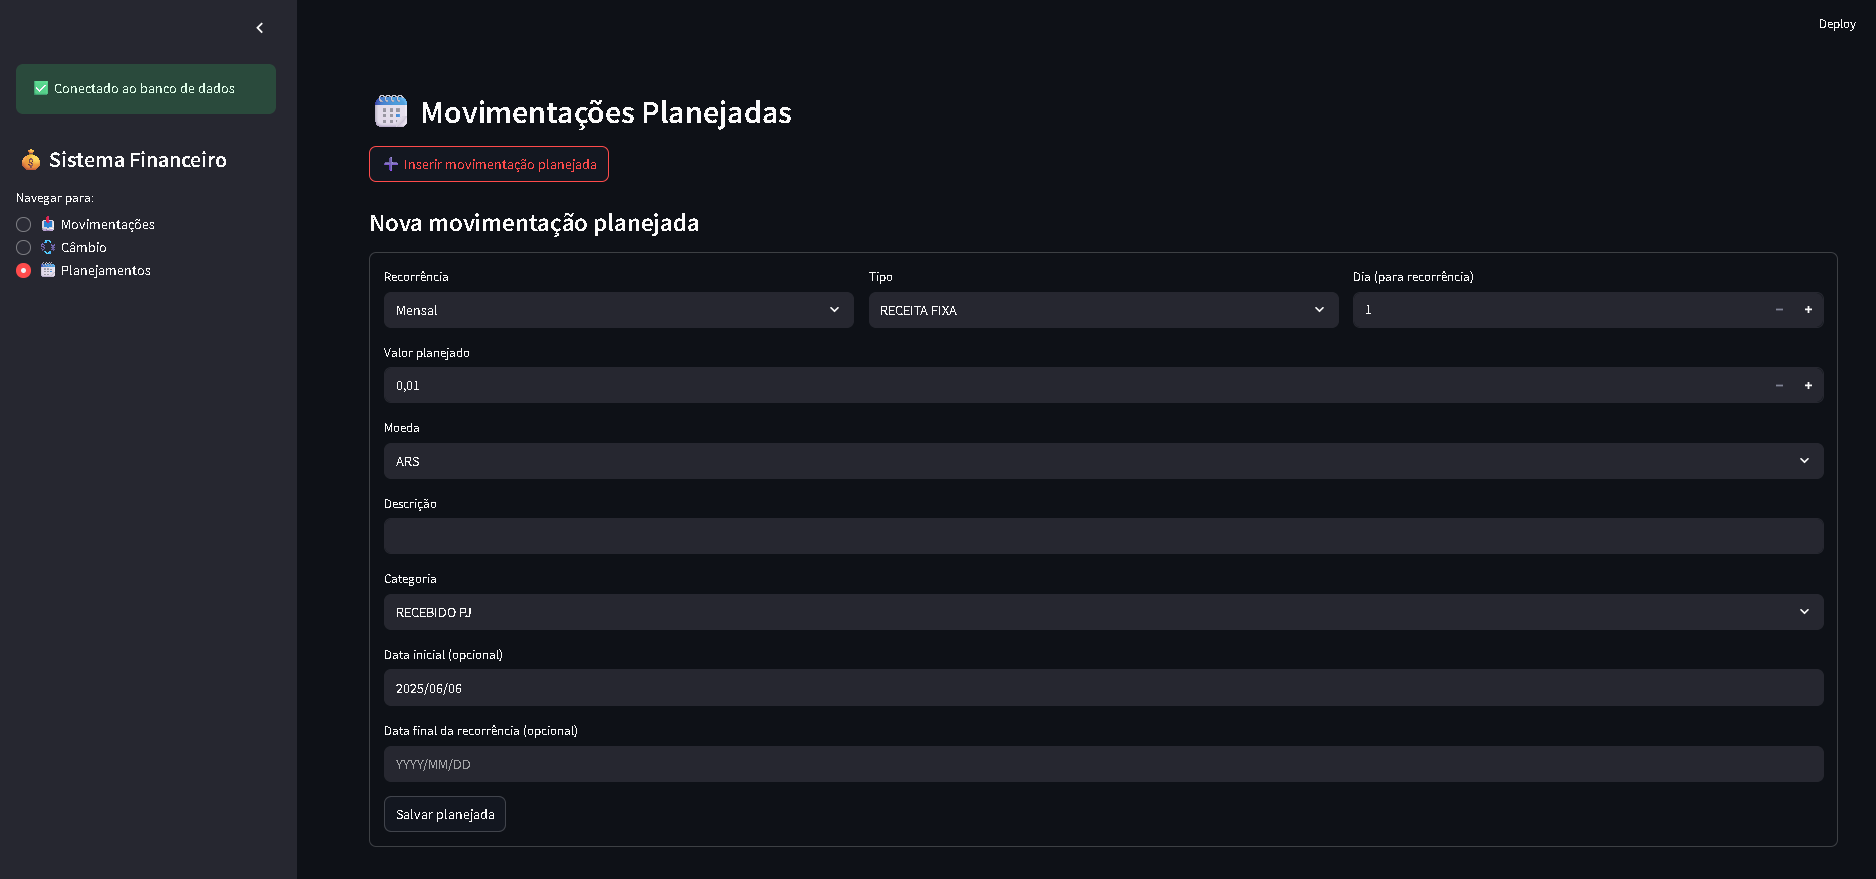 Deploy
✅ Conectado ao banco de dados
💰 Sistema Financeiro
Navegar para:
Movimentações
Câmbio
Planejamentos
Movimentações Planejadas
➕ Inserir movimentação planejada
Nova movimentação planejada
Recorrência
Tipo
Dia (para recorrência)
Mensal
RECEITA FIXA
1
Valor planejado
0,01
Moeda
ARS
Descrição
Categoria
RECEBIDO PJ
Data inicial (opcional)
2025/06/06
Data final da recorrência (opcional)
YYYY/MM/DD
Salvar planejada